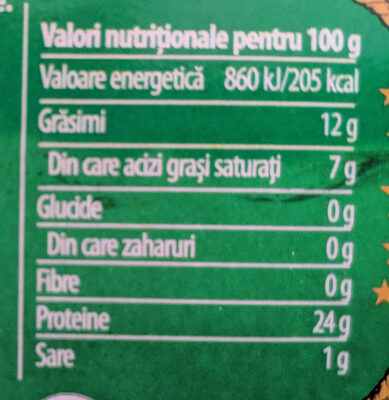 e.
Valori nutriționale pentru 100 g
Valoare energetică 860 kJ/205 kcal
Grăsimi 12 g
Din care acizi grași saturați 7 g
Glucide 0 g
Din care zaharuri 0 g
Fibre 0 g
Proteine 24 g
Sare 1 g